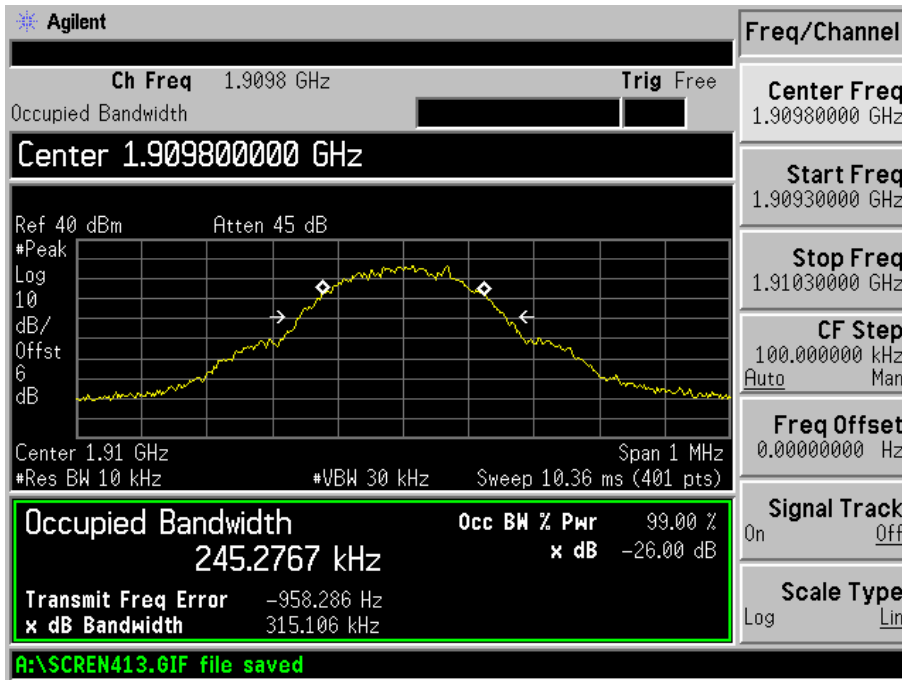 Agilent
Freq/Channel
Ch Freq 1.9098 GHz Trig Free
Occupied Bandwidth
Center 1.909800000 GHz
Ref 40 dBm Atten 45 dB
#Peak
Log
10
dB/
Offst
6
dB
Center 1.91 GHz Span 1 MHz
#Res BW 10 kHz #VBW 30 kHz Sweep 10.36 ms (401 pts)
Occupied Bandwidth Occ BW % Pwr 99.00 %
245.2767 kHz x dB -26.00 dB
Transmit Freq Error -958.286 Hz
x dB Bandwidth 315.106 kHz
A:\SCREN413.GIF file saved
Center Freq
1.90980000 GHz
Start Freq
1.90930000 GHz
Stop Freq
1.91030000 GHz
CF Step
100.000000 kHz
Auto Man
Freq Offset
0.00000000 Hz
Signal Track
On Off
Scale Type
Log Lin